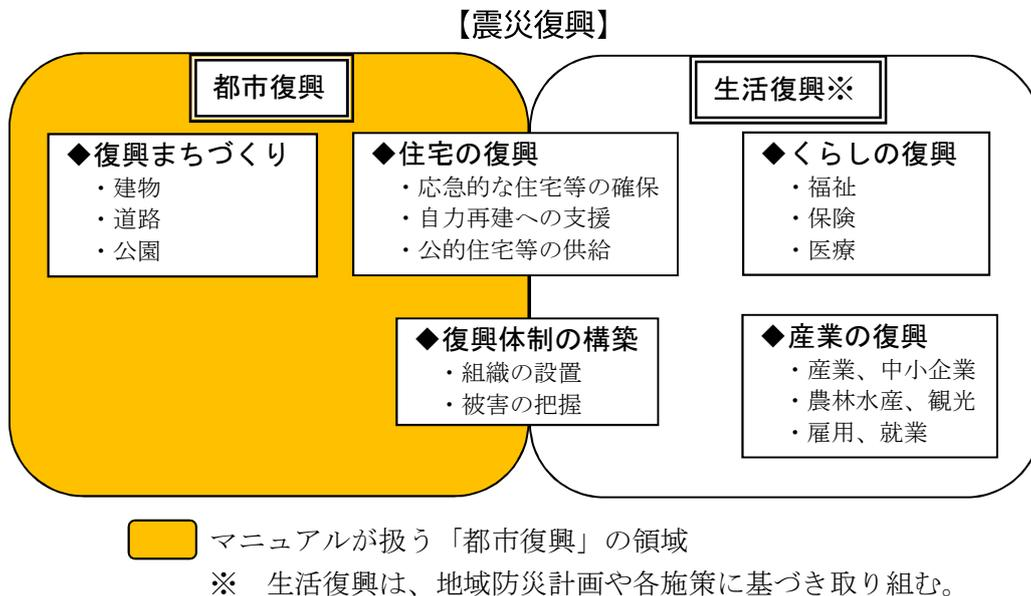 【震災復興】
都市復興
生活復興※
◆復興まちづくり
・建物
・道路
・公園
◆住宅の復興
・応急的な住宅等の確保
・自力再建への支援
・公的住宅等の供給
◆くらしの復興
・福祉
・保険
・医療
◆復興体制の構築
・組織の設置
・被害の把握
◆産業の復興
・産業、中小企業
・農林水産、観光
・雇用、就業
マニュアルが扱う「都市復興」の領域
※　生活復興は、地域防災計画や各施策に基づき取り組む。